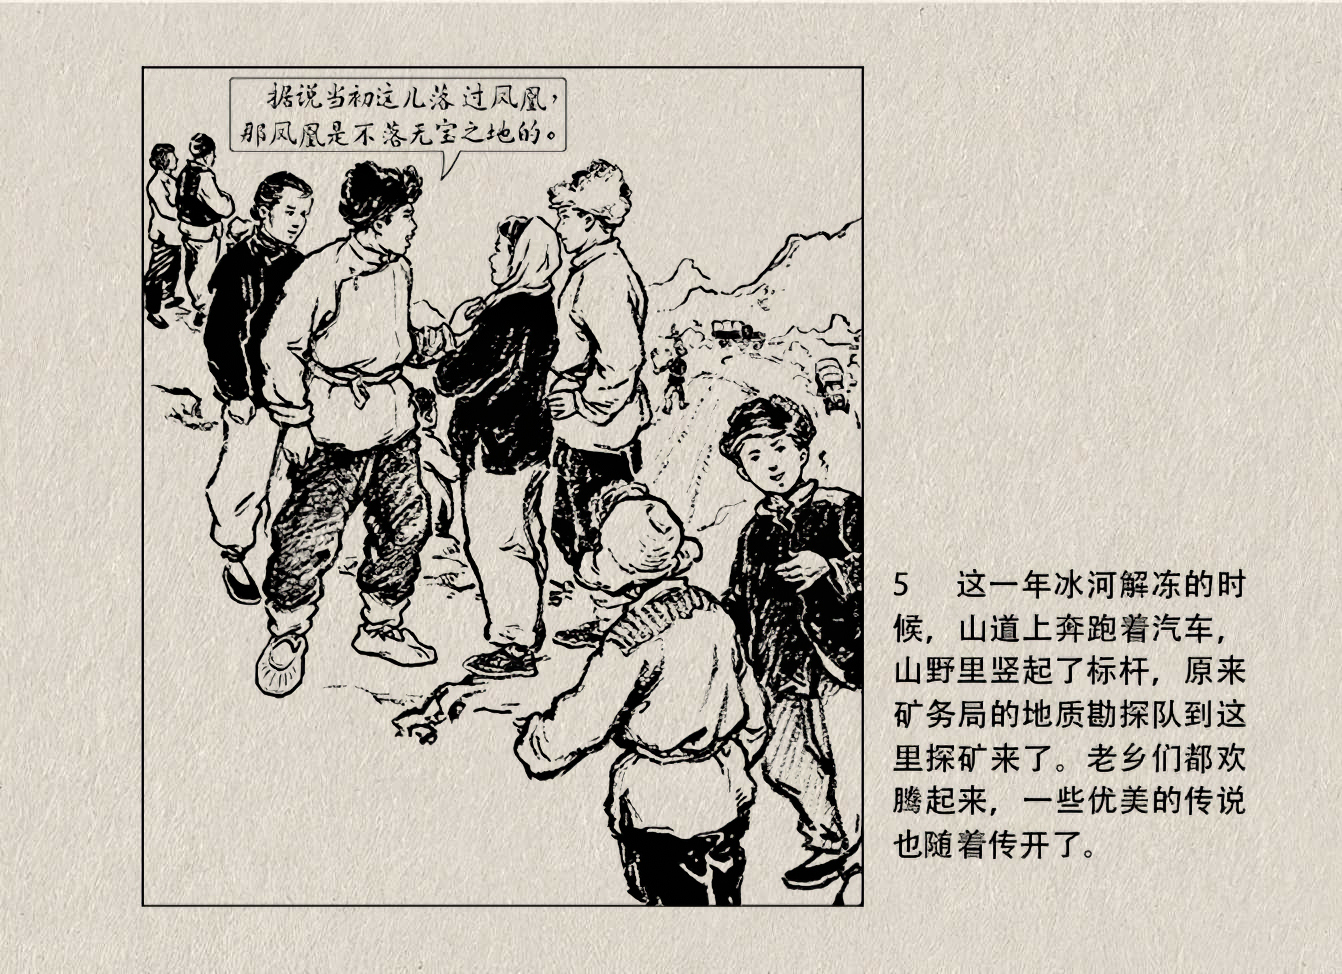 据说当初这儿落过凤凰，
那凤凰是不落无宝之地的。
5 这一年冰河解冻的时
候，山道上奔跑着汽车，
山野里竖起了标杆，原来
矿务局的地质勘探队到这
里探矿来了。老乡们都欢
腾起来，一些优美的传说
也随着传开了。